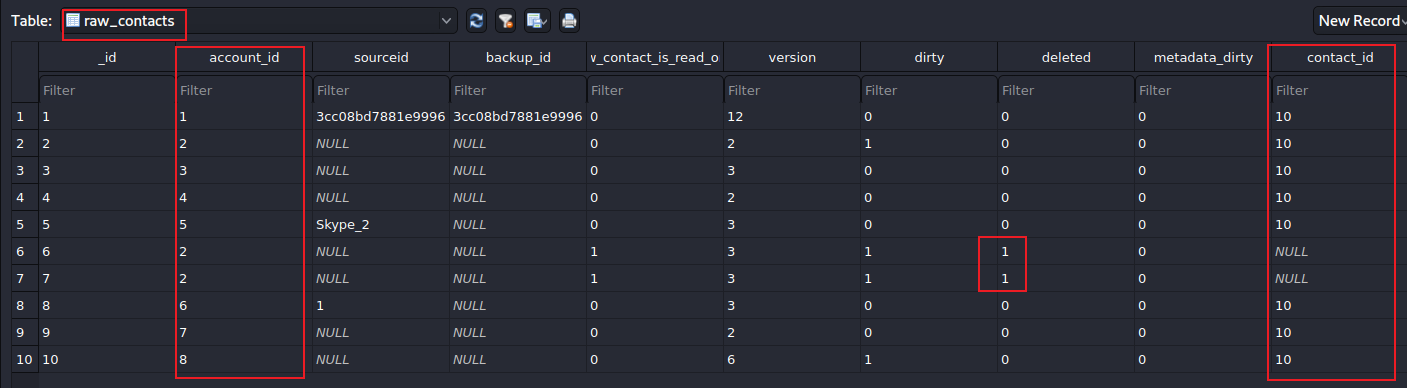 Table: raw_contacts New Record
_id account_id sourceid backup_id w_contact_is_read_o version dirty deleted metadata_dirty contact_id
Filter Filter Filter Filter Filter Filter Filter Filter Filter Filter
1 1 1 3cc08bd7881e9996 3cc08bd7881e9996 0 12 0 0 0 10
2 2 2 NULL NULL 0 2 1 0 0 10
3 3 3 NULL NULL 0 3 0 0 0 10
4 4 4 NULL NULL 0 2 0 0 0 10
5 5 5 Skype_2 NULL 0 3 0 0 0 10
6 6 2 NULL NULL 1 3 1 1 0 NULL
7 7 2 NULL NULL 1 3 1 1 0 NULL
8 8 6 1 NULL 0 3 0 0 0 10
9 9 7 NULL NULL 0 2 0 0 0 10
10 10 8 NULL NULL 0 6 1 0 0 10